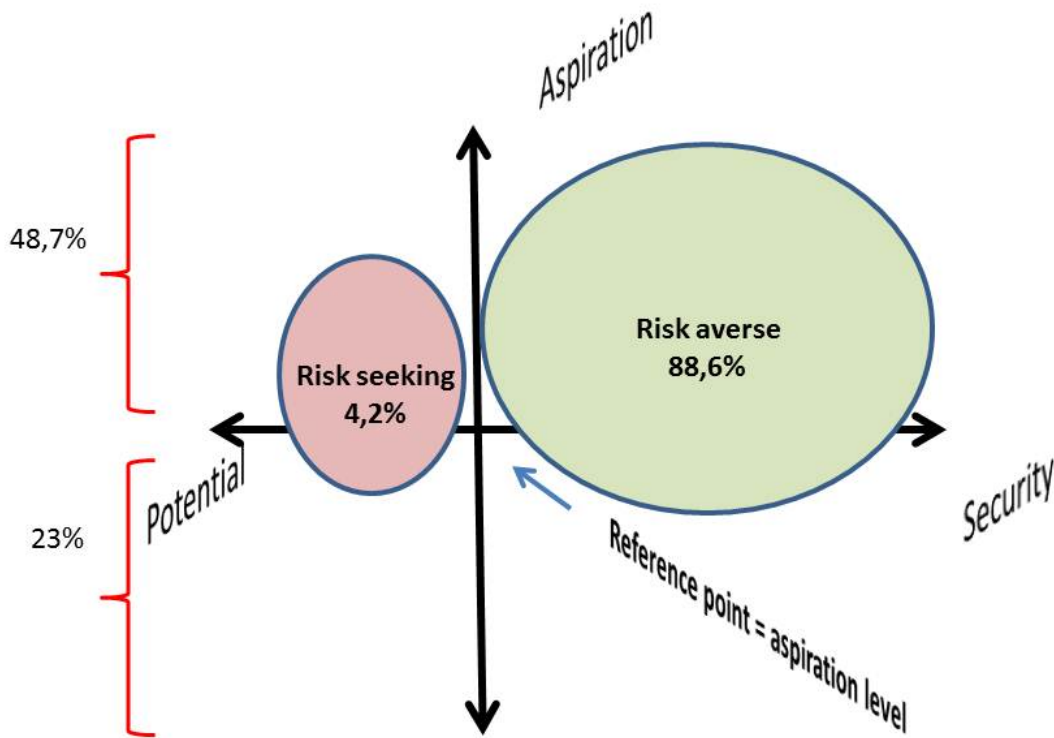 Aspiration
48,7%
Risk averse
88,6%
Risk seeking
4,2%
Potential
Security
23%
Reference point = aspiration level